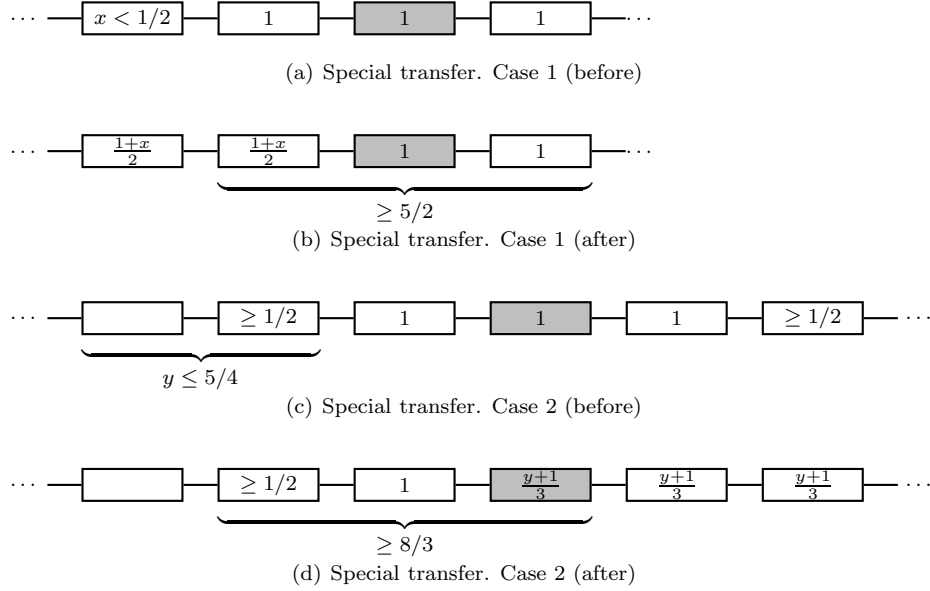 ··· x < 1/2 1 1 1 ···
(a) Special transfer. Case 1 (before)
··· 1+x/2 1+x/2 1 1 ···
≥ 5/2
(b) Special transfer. Case 1 (after)
··· ≥ 1/2 1 1 1 ≥ 1/2 ···
y ≤ 5/4
(c) Special transfer. Case 2 (before)
··· ≥ 1/2 1 y+1/3 y+1/3 y+1/3 ···
≥ 8/3
(d) Special transfer. Case 2 (after)